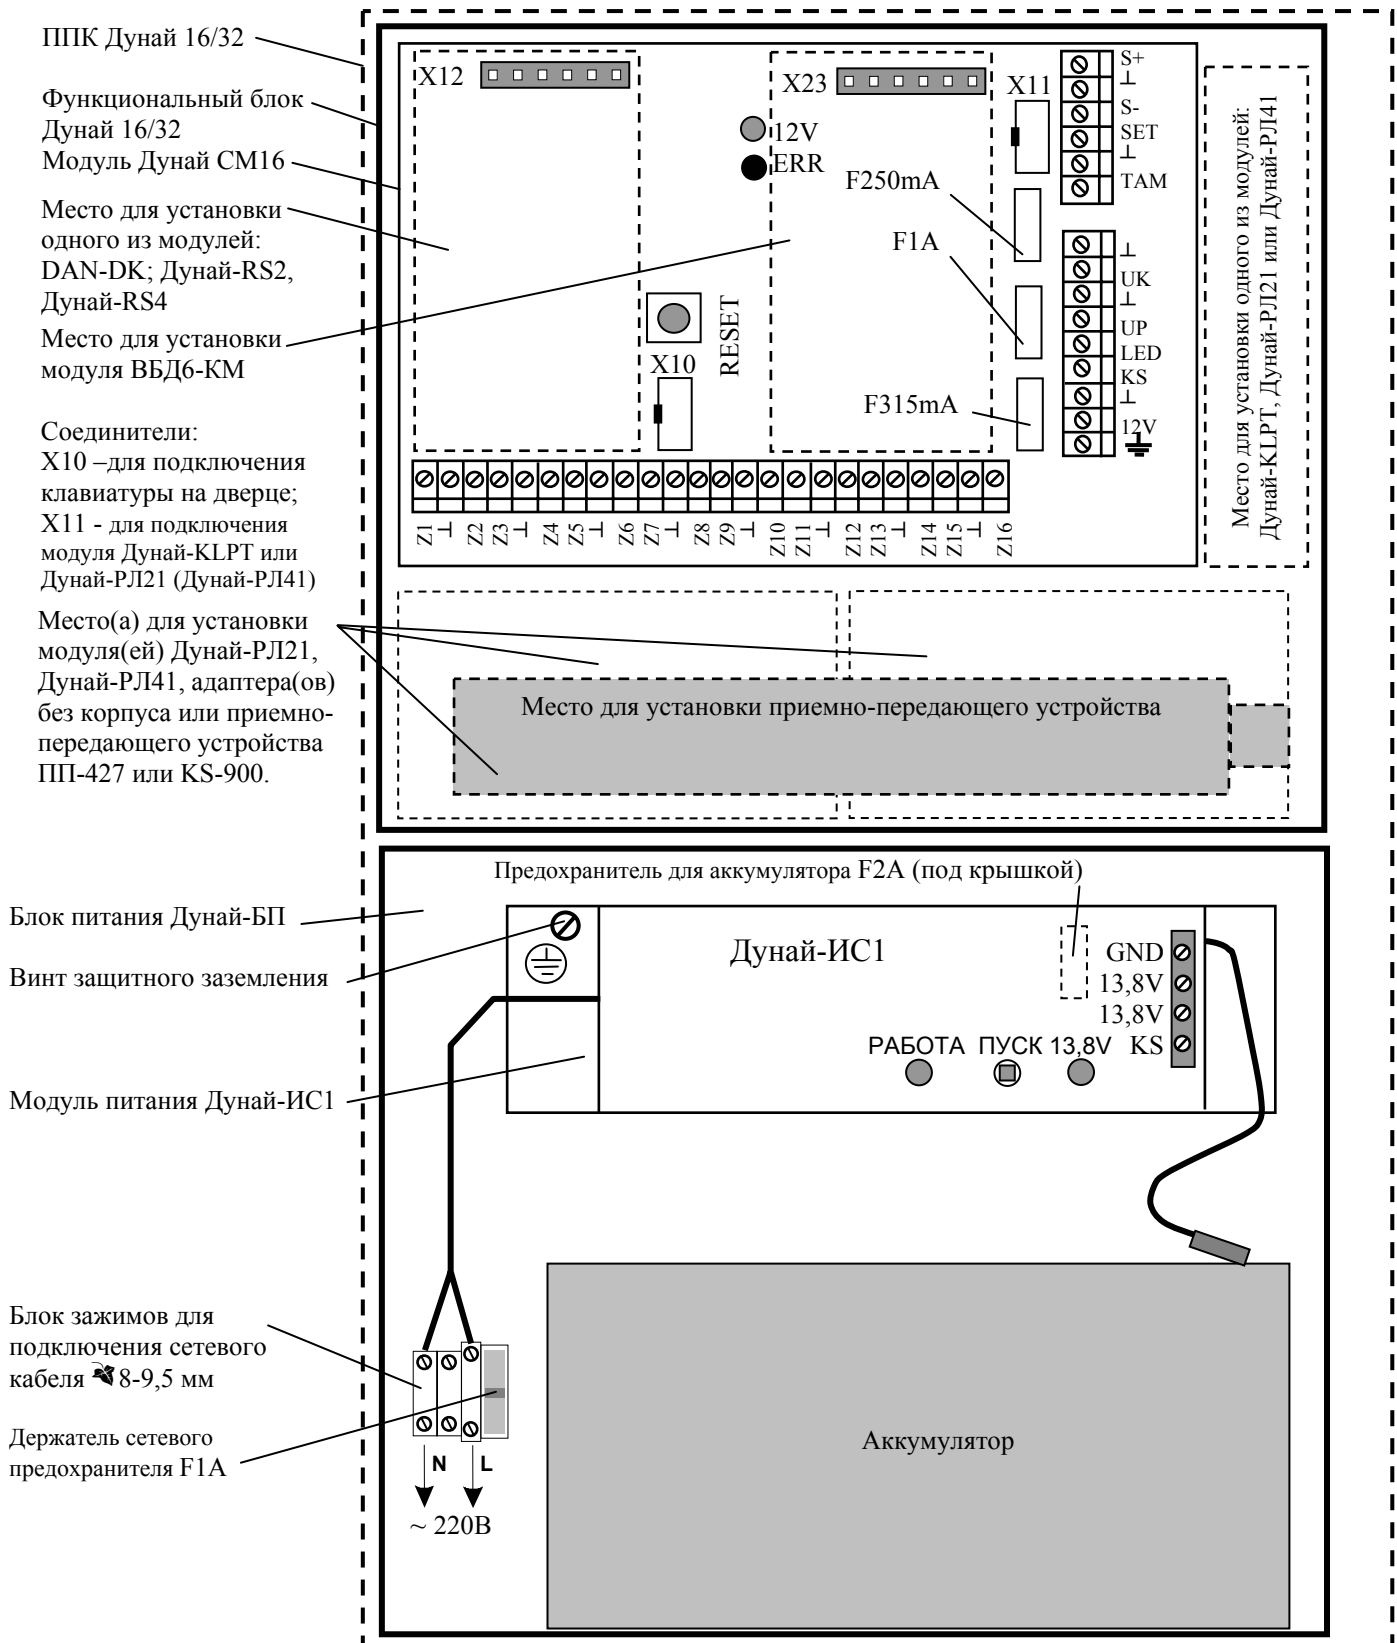 ППК Дунай 16/32
Функциональный блок
Дунай 16/32
Модуль Дунай СМ16
Место для установки
одного из модулей:
DAN-DK; Дунай-RS2,
Дунай-RS4
Место для установки
модуля ВБД6-КМ
Соединители:
X10 –для подключения
клавиатуры на дверце;
X11 - для подключения
модуля Дунай-KLPT или
Дунай-РЛ21 (Дунай-РЛ41)
Место(а) для установки
модуля(ей) Дунай-РЛ21,
Дунай-РЛ41, адаптера(ов)
без корпуса или приемно-
передающего устройства
ПП-427 или KS-900.
X12
X23
X11
12V
ERR
F250mA
F1A
F315mA
RESET
X10
S+
⊥
S-
SET
⊥
TAM
⊥
UK
⊥
UP
LED
KS
⊥
12V
Место для установки одного из модулей:
Дунай-KLPT, Дунай-РЛ21 или Дунай-РЛ41
Z1 ⊥ Z2 Z3 ⊥ Z4 Z5 ⊥ Z6 Z7 ⊥ Z8 Z9 ⊥ Z10 Z11 ⊥ Z12 Z13 ⊥ Z14 Z15 ⊥ Z16
Место для установки приемно-передающего устройства
Предохранитель для аккумулятора F2A (под крышкой)
Блок питания Дунай-БП
Винт защитного заземления
Модуль питания Дунай-ИС1
Дунай-ИС1
GND
13,8V
13,8V
KS
РАБОТА ПУСК 13,8V
Блок зажимов для
подключения сетевого
кабеля 8-9,5 мм
Держатель сетевого
предохранителя F1A
N L
~ 220В
Аккумулятор